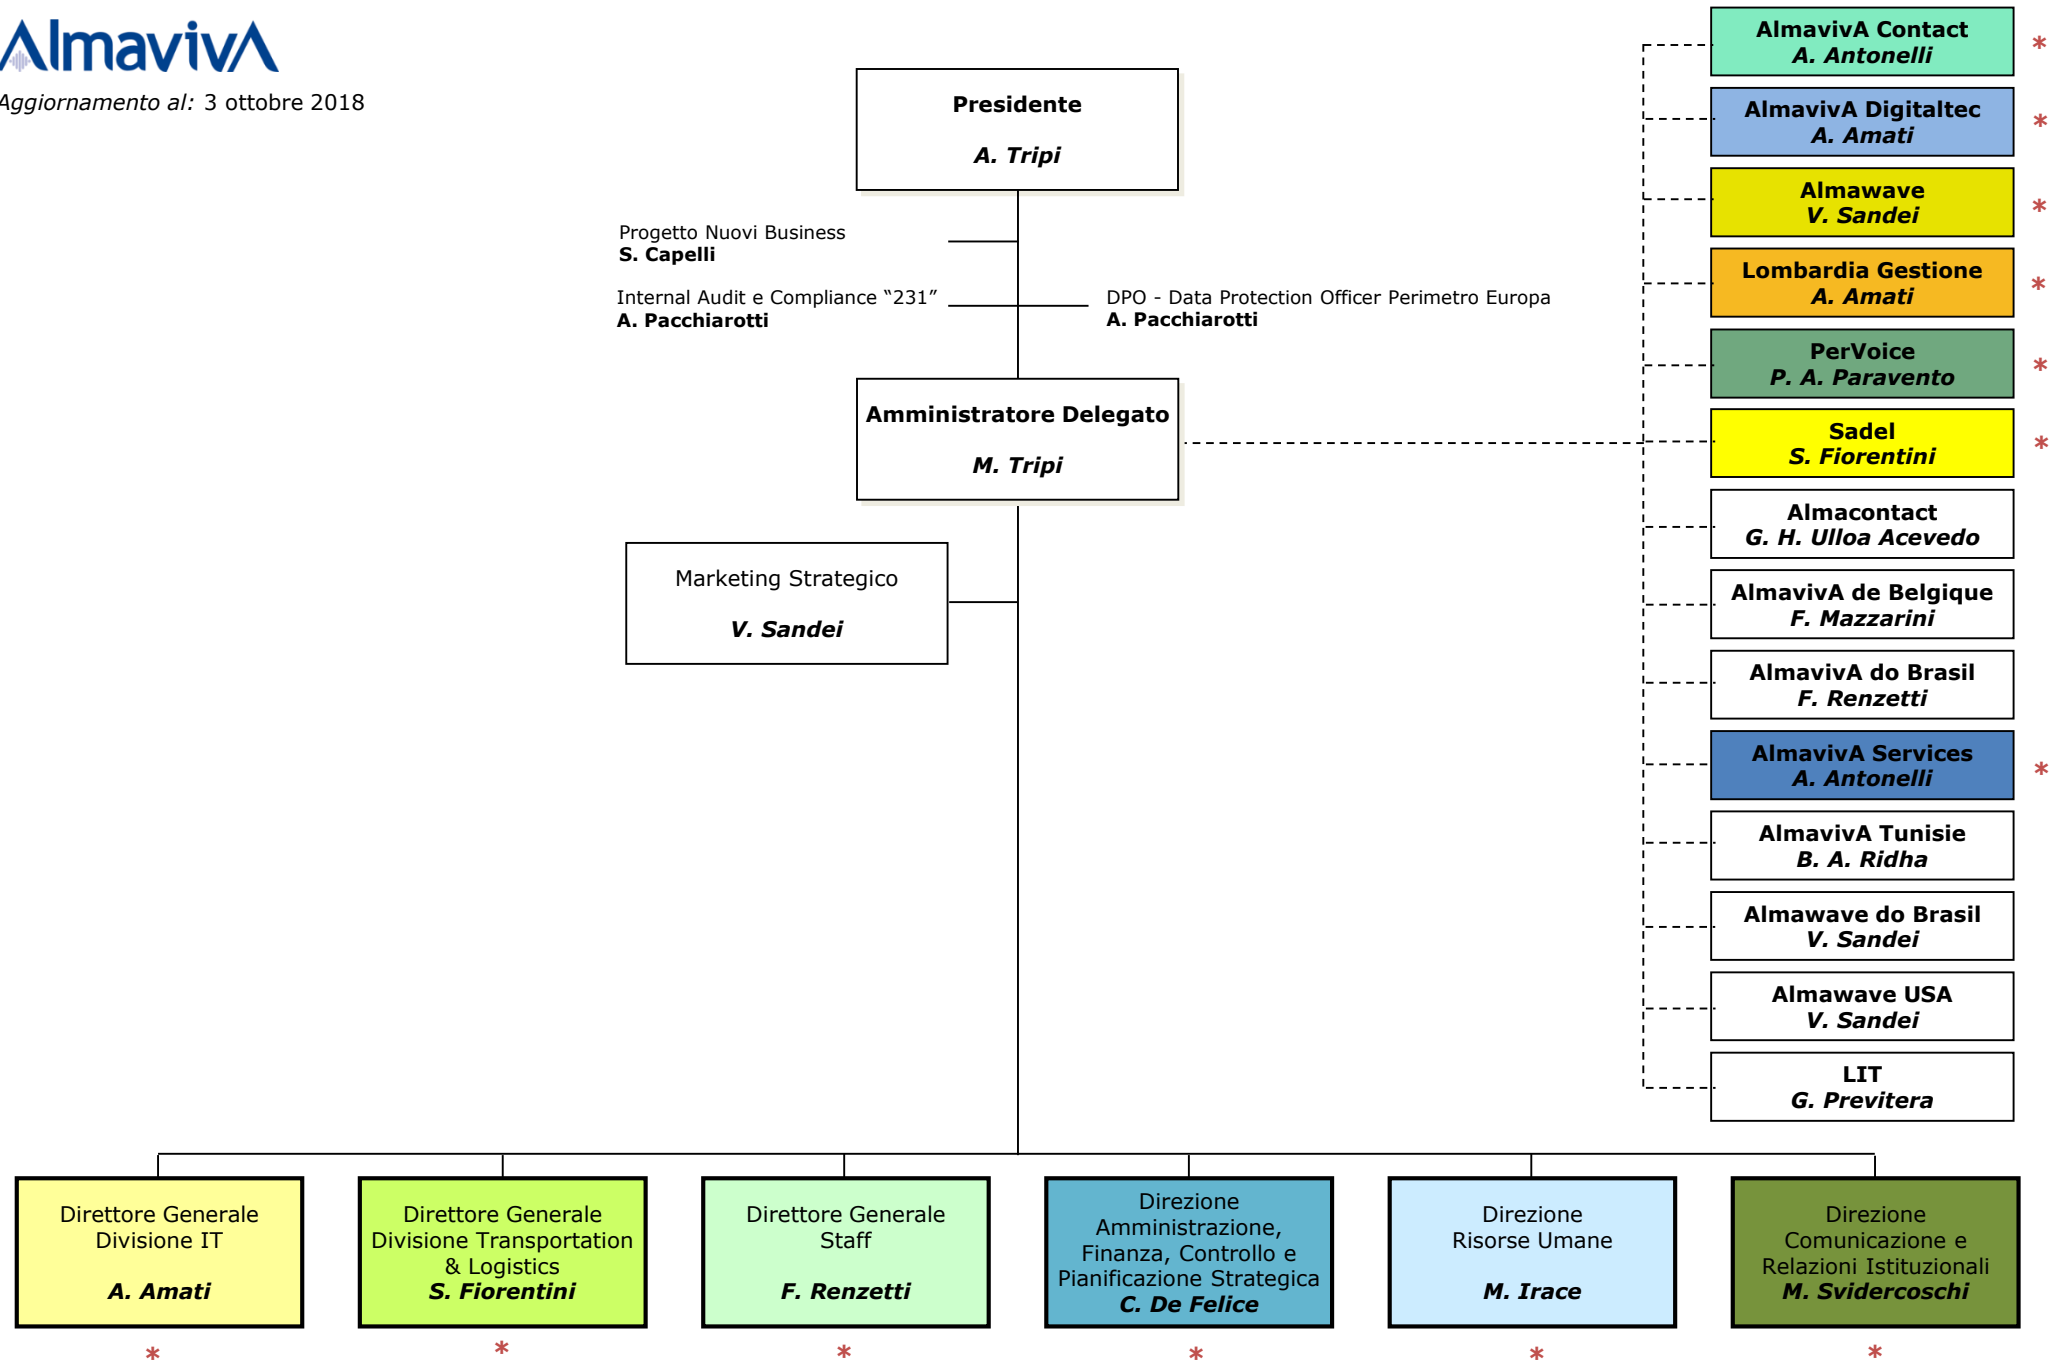 AlmavivA
Aggiornamento al: 3 ottobre 2018
Presidente
A. Tripi
Progetto Nuovi Business
S. Capelli
Internal Audit e Compliance “231”
A. Pacchiarotti
DPO - Data Protection Officer Perimetro Europa
A. Pacchiarotti
Amministratore Delegato
M. Tripi
Marketing Strategico
V. Sandei
AlmavivA Contact
A. Antonelli
*
AlmavivA Digitaltec
A. Amati
*
Almawave
V. Sandei
*
Lombardia Gestione
A. Amati
*
PerVoice
P. A. Paravento
*
Sadel
S. Fiorentini
*
Almacontact
G. H. Ulloa Acevedo
AlmavivA de Belgique
F. Mazzarini
AlmavivA do Brasil
F. Renzetti
AlmavivA Services
A. Antonelli
*
AlmavivA Tunisie
B. A. Ridha
Almawave do Brasil
V. Sandei
Almawave USA
V. Sandei
LIT
G. Previtera
Direttore Generale
Divisione IT
A. Amati
*
Direttore Generale
Divisione Transportation
& Logistics
S. Fiorentini
*
Direttore Generale
Staff
F. Renzetti
*
Direzione
Amministrazione,
Finanza, Controllo e
Pianificazione Strategica
C. De Felice
*
Direzione
Risorse Umane
M. Irace
*
Direzione
Comunicazione e
Relazioni Istituzionali
M. Svidercoschi
*